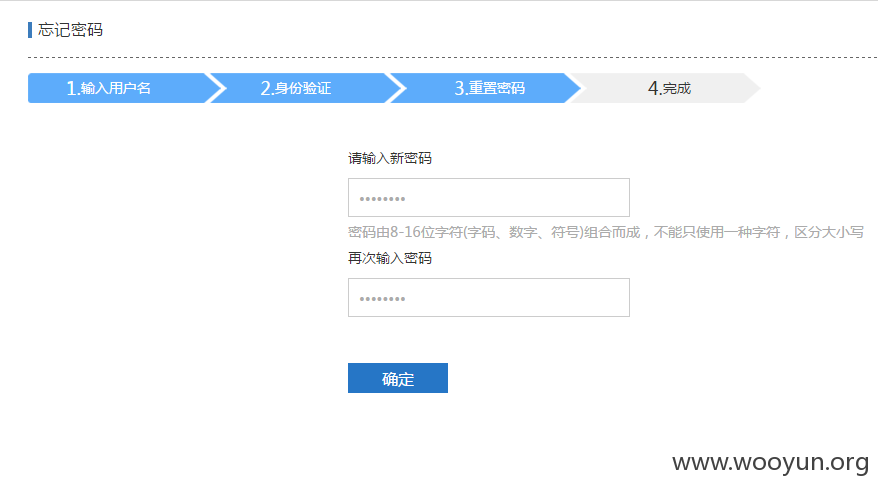 忘记密码
1.输入用户名 2.身份验证 3.重置密码 4.完成
请输入新密码
••••••••
密码由8-16位字符(字码、数字、符号)组合而成，不能只使用一种字符，区分大小写
再次输入密码
••••••••
确定
www.wooyun.org